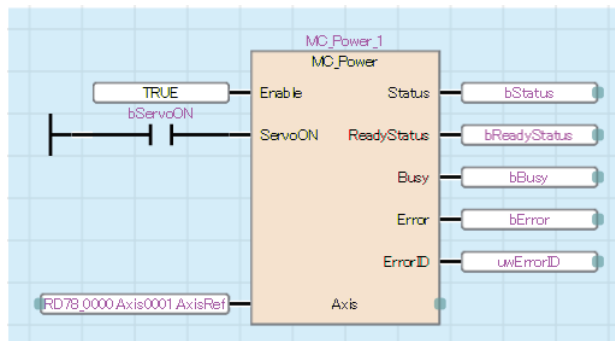 MC_Power_1
MC_Power
TRUE Enable Status bStatus
bServoON
ServoON ReadyStatus bReadyStatus
Busy bBusy
Error bError
ErrorID uwErrorID
RD78_0000.Axis0001.AxisRef Axis